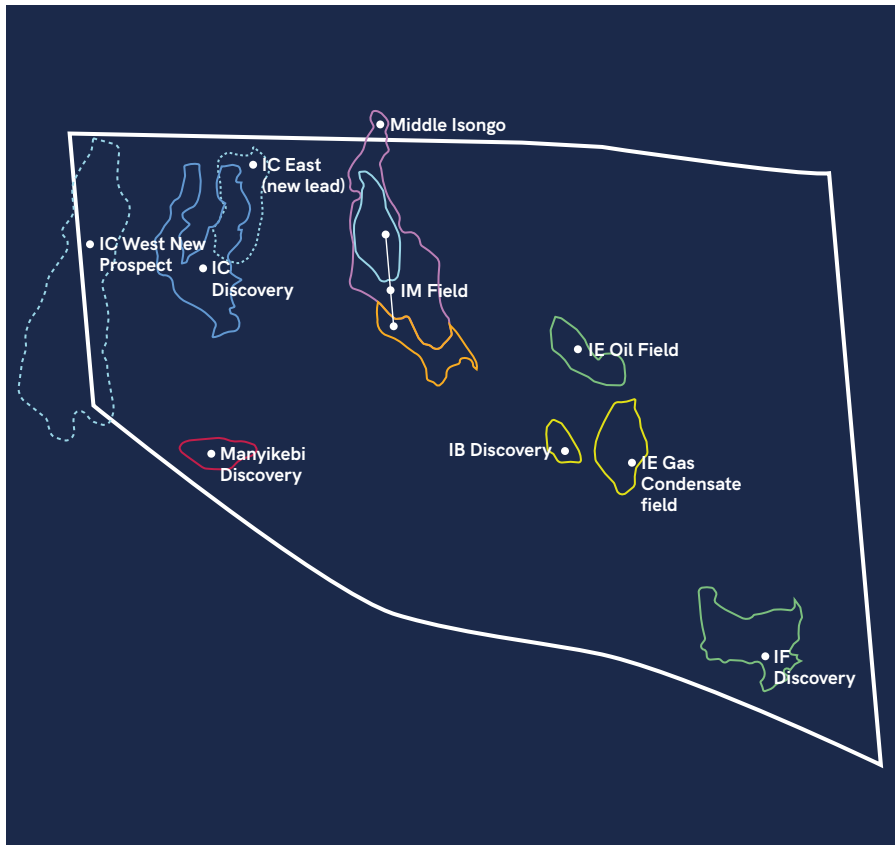 Middle Isongo
IC East
(new lead)
IC West New
Prospect
IC
Discovery
IM Field
IE Oil Field
IB Discovery
IE Gas
Condensate
field
Manyikebi
Discovery
IF
Discovery